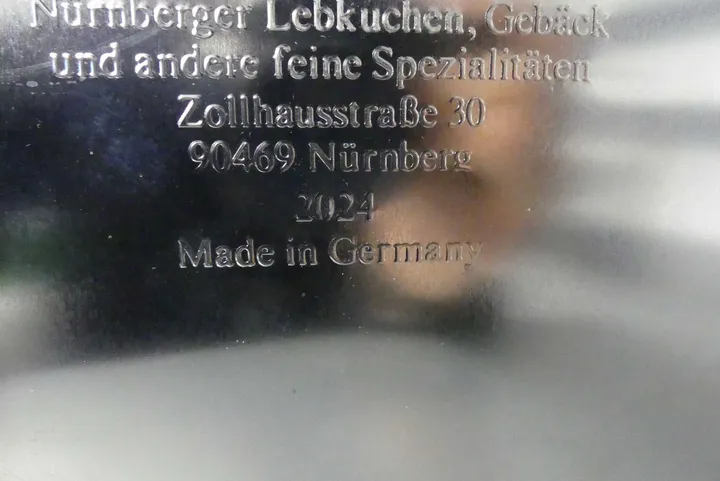 Nürnberger Lebkuchen, Gebäck
und andere feine Spezialitäten
Zollhausstraße 30
90469 Nürnberg
2024
Made in Germany